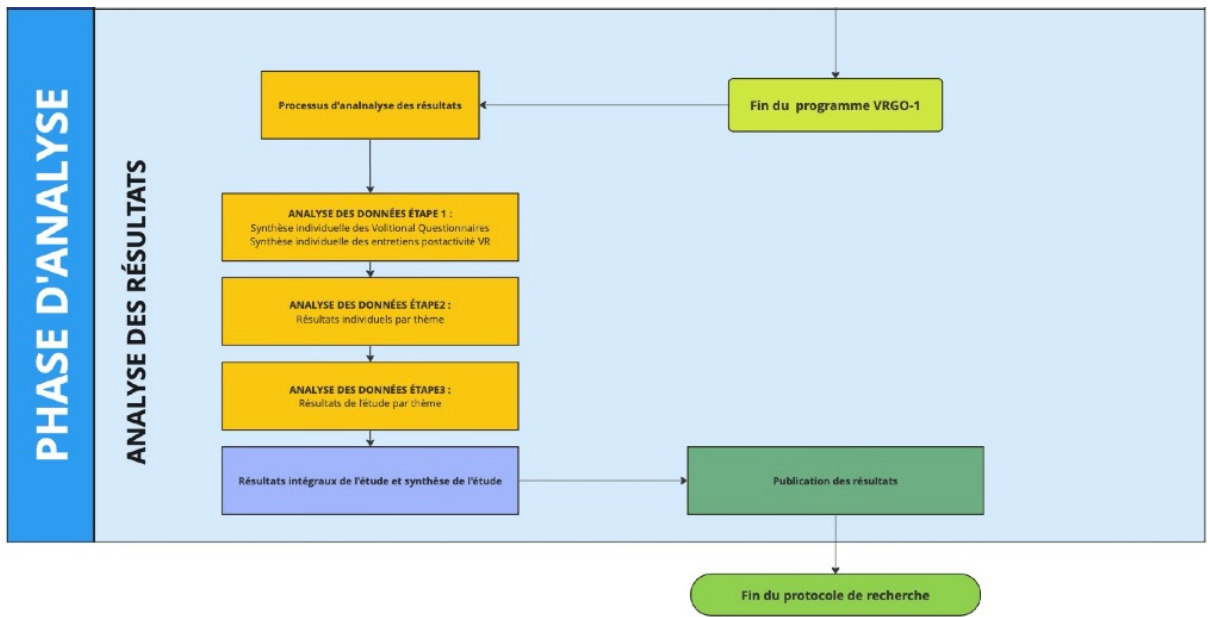 PHASE D'ANALYSE
ANALYSE DES RÉSULTATS
Fin du programme VRGO-1
Processus d'anaInalyse des résultats
ANALYSE DES DONNÉES ÉTAPE 1 :
Synthèse individuelle des Volitional Questionnaires
Synthèse individuelle des entretiens postactivité VR
ANALYSE DES DONNÉES ÉTAPE2 :
Résultats individuels par thème
ANALYSE DES DONNÉES ÉTAPE3 :
Résultats de l'étude par thème
Résultats intégraux de l'étude et synthèse de l'étude
Publication des résultats
Fin du protocole de recherche